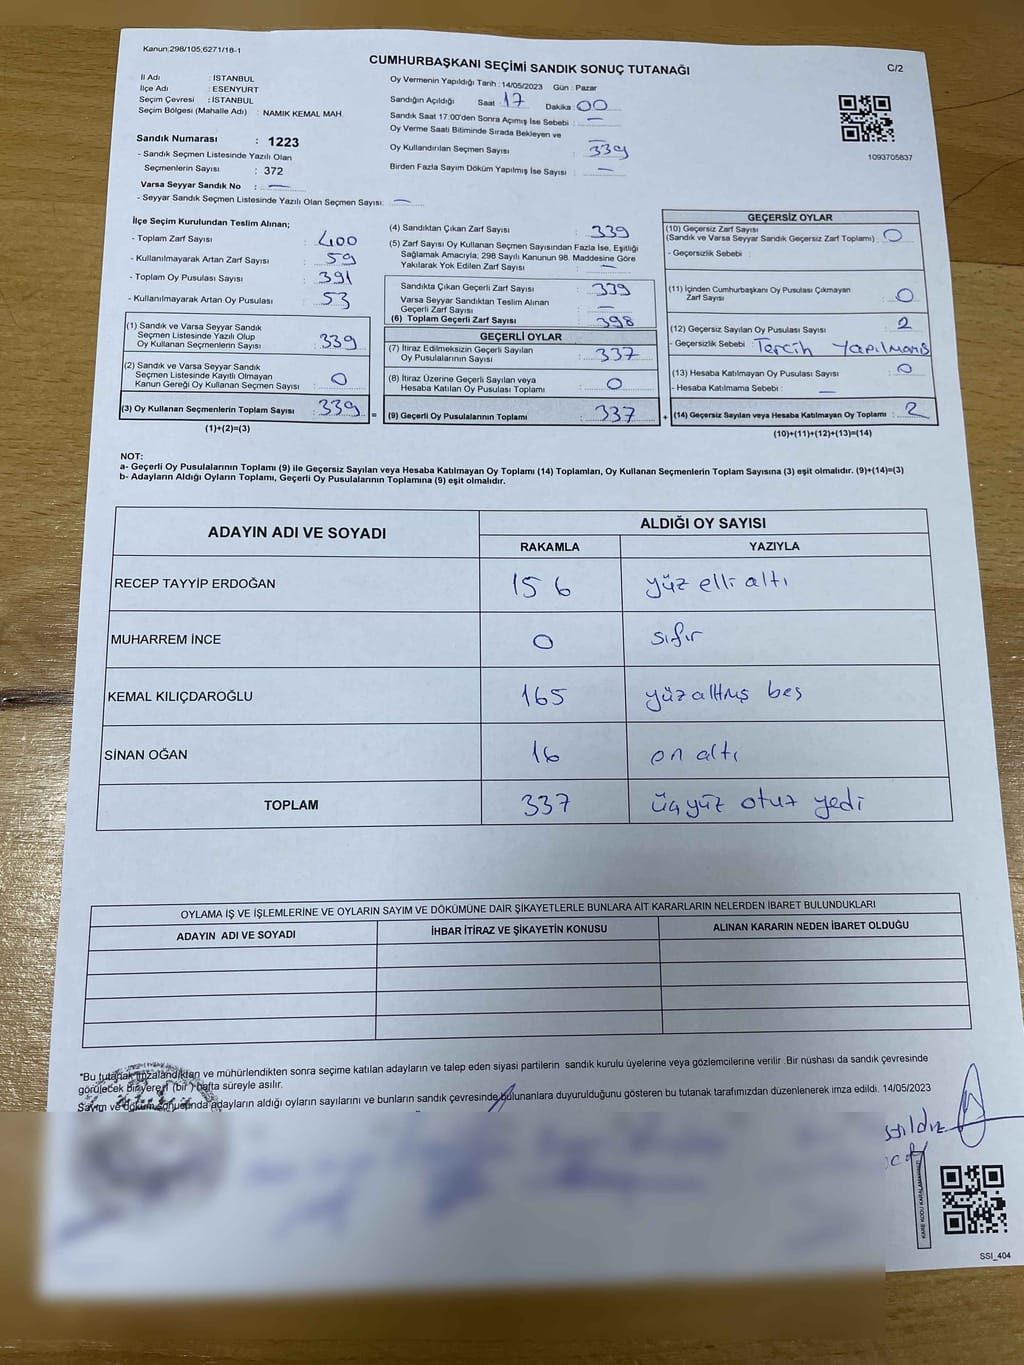 Kanun:298/105,6271/18-1
CUMHURBAŞKANI SEÇİMİ SANDIK SONUÇ TUTANAĞI
C/2
İl Adı : İSTANBUL
İlçe Adı : ESENYURT
Seçim Çevresi : İSTANBUL
Seçim Bölgesi (Mahalle Adı) : NAMIK KEMAL MAH.
Sandık Numarası : 1223
- Sandık Seçmen Listesinde Yazılı Olan
Seçmenlerin Sayısı : 372
Varsa Seyyar Sandık No : —
- Seyyar Sandık Seçmen Listesinde Yazılı Olan Seçmen Sayısı: —
Oy Vermenin Yapıldığı Tarih : 14/05/2023 Gün : Pazar
Sandığın Açıldığı Saat : 17 Dakika : 00
Sandık Saat 17:00'den Sonra Açımış İse Sebebi : —
Oy Verme Saati Bitiminde Sırada Bekleyen ve
Oy Kullandırılan Seçmen Sayısı : 339
Birden Fazla Sayım Döküm Yapılmış İse Sayısı : —
1093705837
İlçe Seçim Kurulundan Teslim Alınan;
- Toplam Zarf Sayısı : 400
- Kullanılmayarak Artan Zarf Sayısı : 59
- Toplam Oy Pusulası Sayısı : 391
- Kullanılmayarak Artan Oy Pusulası : 53
(1) Sandık ve Varsa Seyyar Sandık
Seçmen Listesinde Yazılı Olup
Oy Kullanan Seçmenlerin Sayısı : 339
(2) Sandık ve Varsa Seyyar Sandık
Seçmen Listesinde Kayıtlı Olmayan
Kanun Gereği Oy Kullanan Seçmen Sayısı : 0
(3) Oy Kullanan Seçmenlerin Toplam Sayısı : 339
(1)+(2)=(3)
=
(4) Sandıktan Çıkan Zarf Sayısı : 339
(5) Zarf Sayısı Oy Kullanan Seçmen Sayısından Fazla İse, Eşitliği
Sağlamak Amacıyla, 298 Sayılı Kanunun 98. Maddesine Göre
Yakılarak Yok Edilen Zarf Sayısı : —
Sandıkta Çıkan Geçerli Zarf Sayısı : 339
Varsa Seyyar Sandıktan Teslim Alınan
Geçerli Zarf Sayısı : —
(6) Toplam Geçerli Zarf Sayısı : 398
GEÇERLİ OYLAR
(7) İtiraz Edilmeksizin Geçerli Sayılan
Oy Pusulalarının Sayısı : 337
(8) İtiraz Üzerine Geçerli Sayılan veya
Hesaba Katılan Oy Pusulası Toplamı : 0
(9) Geçerli Oy Pusulalarının Toplamı : 337
+
GEÇERSİZ OYLAR
(10) Geçersiz Zarf Sayısı
(Sandık ve Varsa Seyyar Sandık Geçersiz Zarf Toplamı) : 0
- Geçersizlik Sebebi :
(11) İçinden Cumhurbaşkanı Oy Pusulası Çıkmayan
Zarf Sayısı : 0
(12) Geçersiz Sayılan Oy Pusulası Sayısı : 2
- Geçersizlik Sebebi : Tercih Yapılmamış
(13) Hesaba Katılmayan Oy Pusulası Sayısı : 0
- Hesaba Katılmama Sebebi : —
(14) Geçersiz Sayılan veya Hesaba Katılmayan Oy Toplamı : 2
(10)+(11)+(12)+(13)=(14)
NOT:
a- Geçerli Oy Pusulalarının Toplamı (9) ile Geçersiz Sayılan veya Hesaba Katılmayan Oy Toplamı (14) Toplamları, Oy Kullanan Seçmenlerin Toplam Sayısına (3) eşit olmalıdır. (9)+(14)=(3)
b- Adayların Aldığı Oyların Toplamı, Geçerli Oy Pusulalarının Toplamına (9) eşit olmalıdır.
ADAYIN ADI VE SOYADI
ALDIĞI OY SAYISI
RAKAMLA YAZIYLA
RECEP TAYYİP ERDOĞAN 156 yüz elli altı
MUHARREM İNCE 0 sıfır
KEMAL KILIÇDAROĞLU 165 yüz altmış beş
SİNAN OĞAN 16 on altı
TOPLAM 337 üçyüz otuz yedi
OYLAMA İŞ VE İŞLEMLERİNE VE OYLARIN SAYIM VE DÖKÜMÜNE DAİR ŞİKAYETLERLE BUNLARA AİT KARARLARIN NELERDEN İBARET BULUNDUKLARI
ADAYIN ADI VE SOYADI İHBAR İTİRAZ VE ŞİKAYETİN KONUSU ALINAN KARARIN NEDEN İBARET OLDUĞU
*Bu tutanak imzalandıktan ve mühürlendikten sonra seçime katılan adayların ve talep eden siyasi partilerin sandık kurulu üyelerine veya gözlemcilerine verilir. Bir nüshası da sandık çevresinde
görülecek bir yere (bir) hafta süreyle asılır.
Sayım ve döküm sonucunda adayların aldığı oyların sayılarını ve bunların sandık çevresinde bulunanlara duyurulduğunu gösteren bu tutanak tarafımızdan düzenlenerek imza edildi. 14/05/2023
KARE KODU KARALAMAYINIZ
SSİ_404